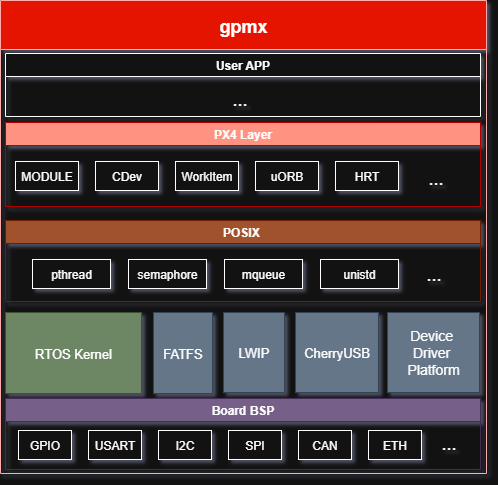 gpmx
User APP
...
PX4 Layer
MODULE CDev WorkItem uORB HRT ...
POSIX
pthread semaphore mqueue unistd ...
RTOS Kernel FATFS LWIP CherryUSB Device
Driver
Platform
Board BSP
GPIO USART I2C SPI CAN ETH ...